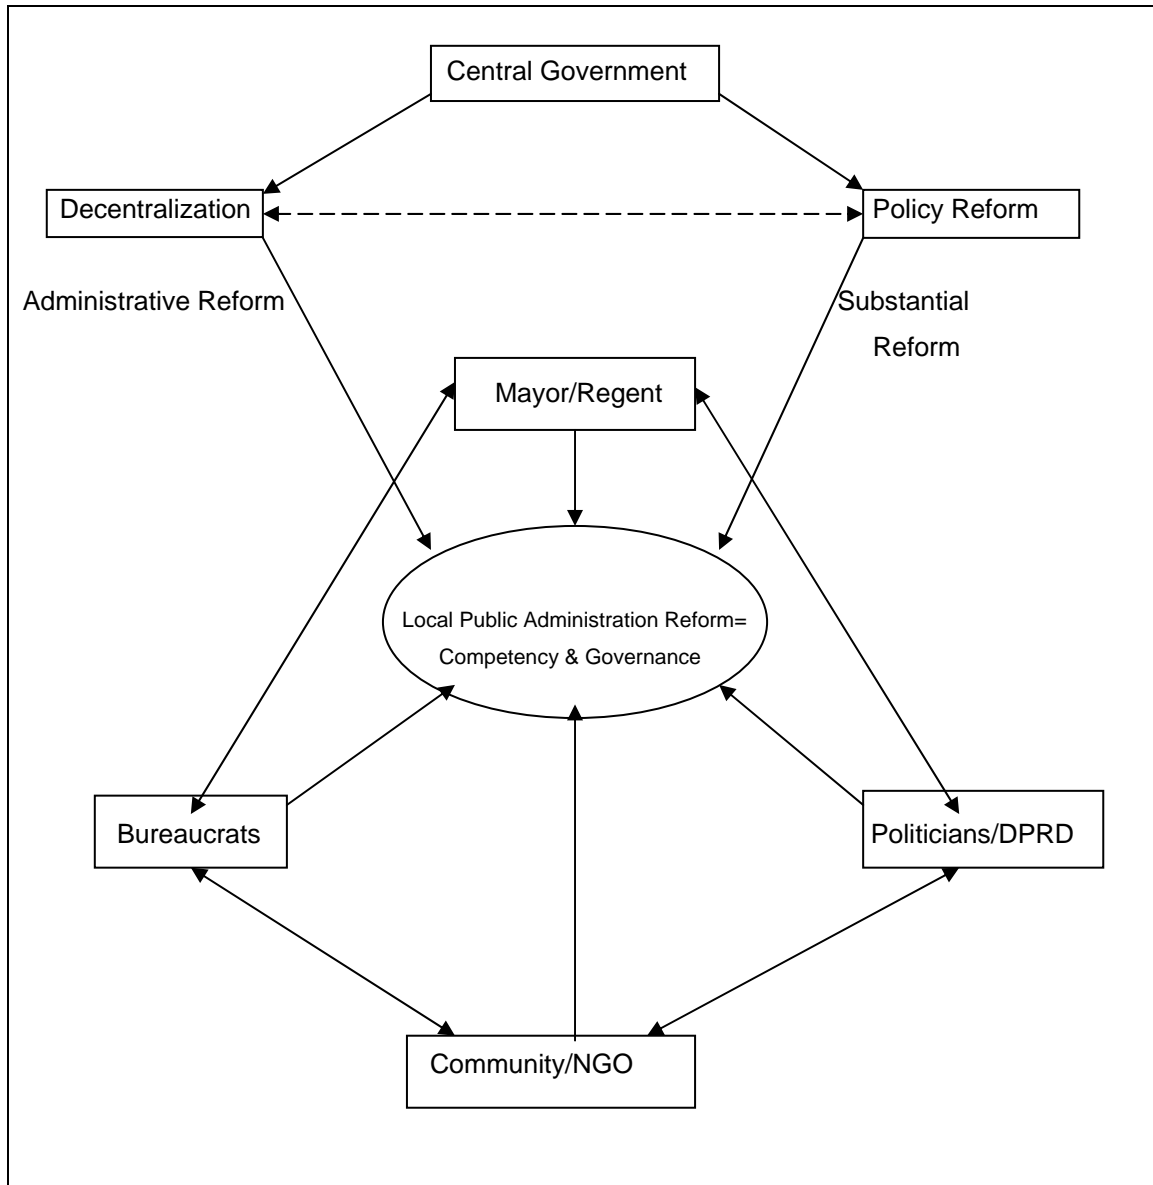 Central Government
Decentralization
Policy Reform
Administrative Reform
Substantial
Reform
Mayor/Regent
Local Public Administration Reform=
Competency & Governance
Bureaucrats
Politicians/DPRD
Community/NGO